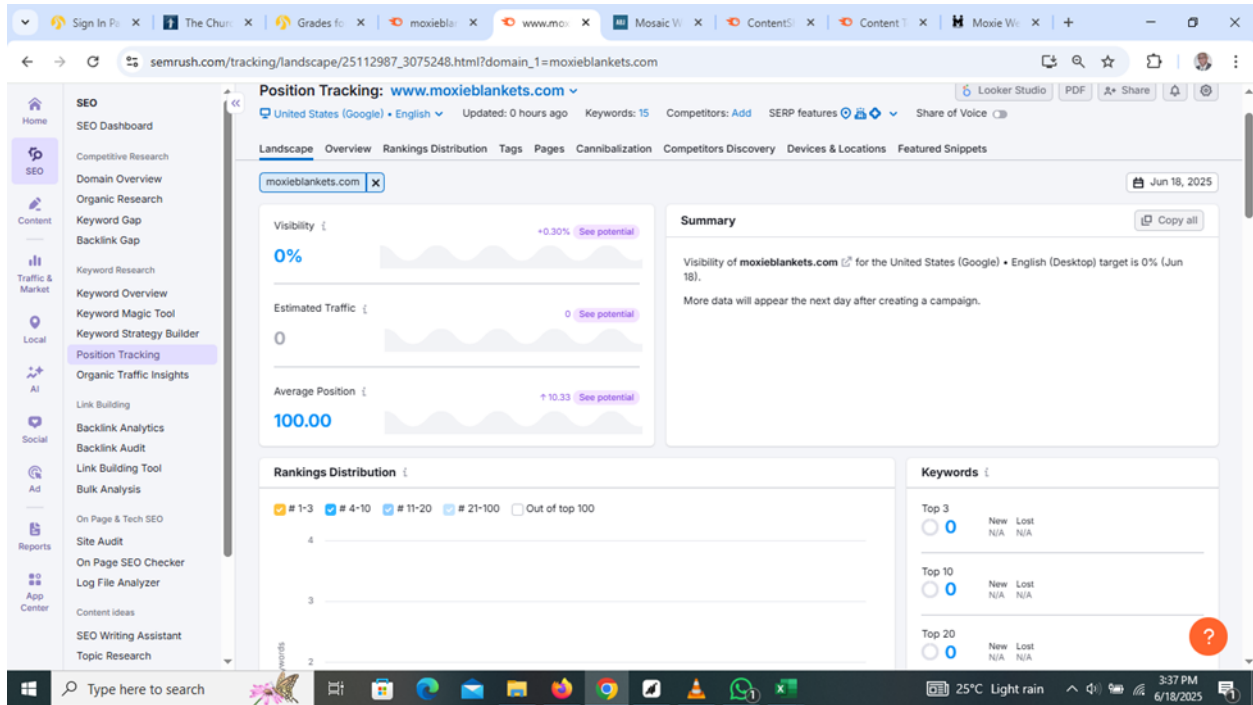 Sign In Pa
The Chur
Grades fo
moxieblar
www.mox
Mosaic W
ContentSI
Content T
Moxie We
semrush.com/tracking/landscape/25112987_3075248.html?domain_1=moxieblankets.com
Home
SEO
Content
Traffic &
Market
Local
AI
Social
Ad
Reports
App
Center
SEO
SEO Dashboard
Competitive Research
Domain Overview
Organic Research
Keyword Gap
Backlink Gap
Keyword Research
Keyword Overview
Keyword Magic Tool
Keyword Strategy Builder
Position Tracking
Organic Traffic Insights
Link Building
Backlink Analytics
Backlink Audit
Link Building Tool
Bulk Analysis
On Page & Tech SEO
Site Audit
On Page SEO Checker
Log File Analyzer
Content ideas
SEO Writing Assistant
Topic Research
Position Tracking: www.moxieblankets.com
Looker Studio PDF Share
United States (Google) • English Updated: 0 hours ago Keywords: 15 Competitors: Add SERP features Share of Voice
Landscape Overview Rankings Distribution Tags Pages Cannibalization Competitors Discovery Devices & Locations Featured Snippets
moxieblankets.com x
Jun 18, 2025
Visibility i
+0.30% See potential
0%
Estimated Traffic i
0 See potential
0
Average Position i
↑ 10.33 See potential
100.00
Summary
Copy all
Visibility of moxieblankets.com for the United States (Google) • English (Desktop) target is 0% (Jun
18).
More data will appear the next day after creating a campaign.
Rankings Distribution i
# 1-3 # 4-10 # 11-20 # 21-100 Out of top 100
4
3
2
Keywords i
Top 3
0 New Lost
N/A N/A
Top 10
0 New Lost
N/A N/A
Top 20
0 New Lost
N/A N/A
?
Type here to search
25°C Light rain
3:37 PM
6/18/2025